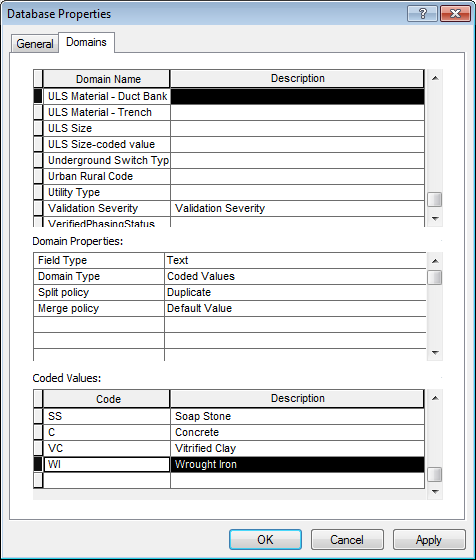 Database Properties
General Domains
Domain Name Description
ULS Material - Duct Bank
ULS Material - Trench
ULS Size
ULS Size-coded value
Underground Switch Typ
Urban Rural Code
Utility Type
Validation Severity Validation Severity
VerifiedPhasingStatus
Domain Properties:
Field Type Text
Domain Type Coded Values
Split policy Duplicate
Merge policy Default Value
Coded Values:
Code Description
SS Soap Stone
C Concrete
VC Vitrified Clay
WI Wrought Iron
OK Cancel Apply